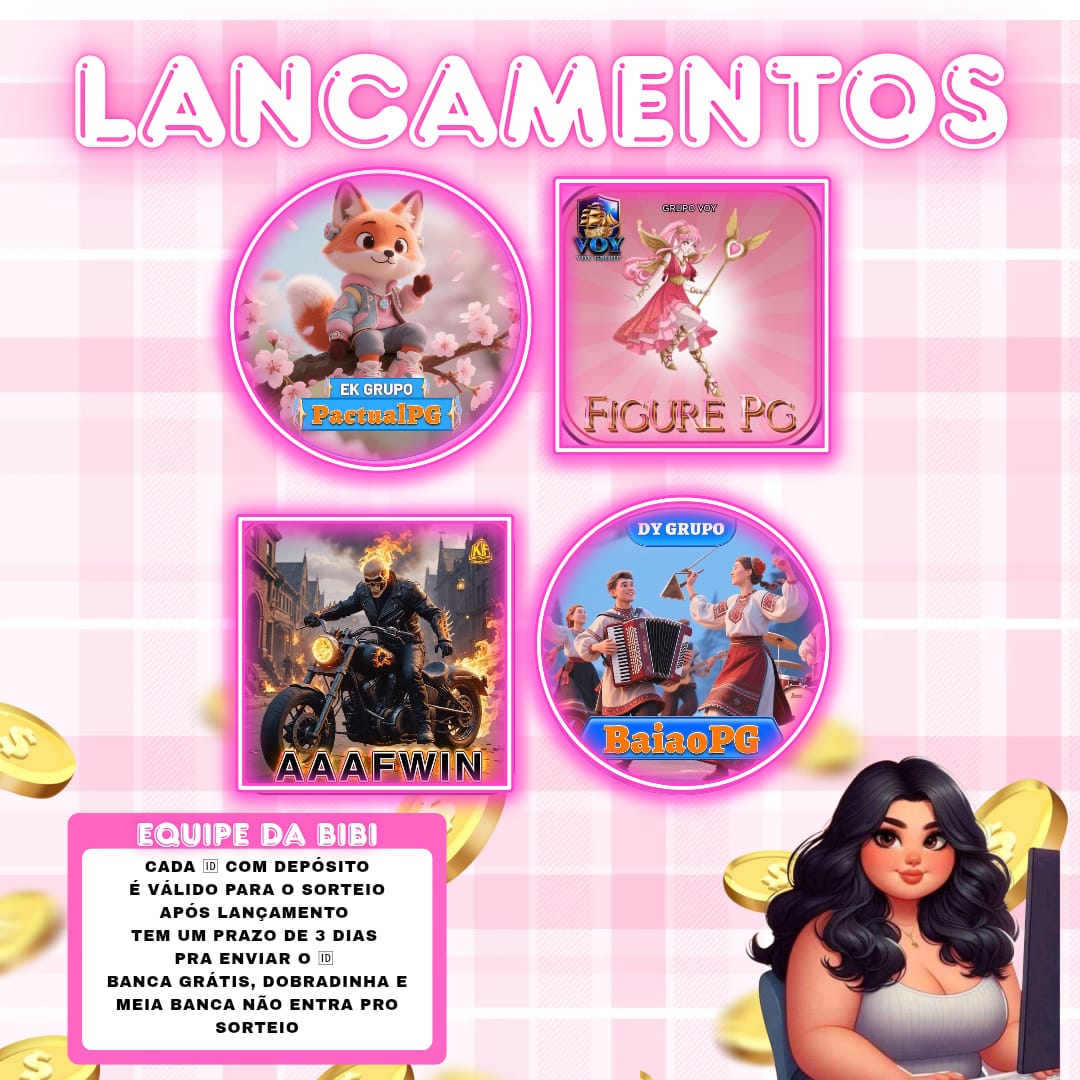 LANCAMENTOS
EK GRUPO
PactualPG
GRUPO VOY
VOY
VOY GROUP
FIGURE PG
AAAFWIN
DY GRUPO
BaiaoPG
EQUIPE DA BIBI
CADA 🆔 COM DEPÓSITO
É VÁLIDO PARA O SORTEIO
APÓS LANÇAMENTO
TEM UM PRAZO DE 3 DIAS
PRA ENVIAR O 🆔
BANCA GRÁTIS, DOBRADINHA E
MEIA BANCA NÃO ENTRA PRO
SORTEIO